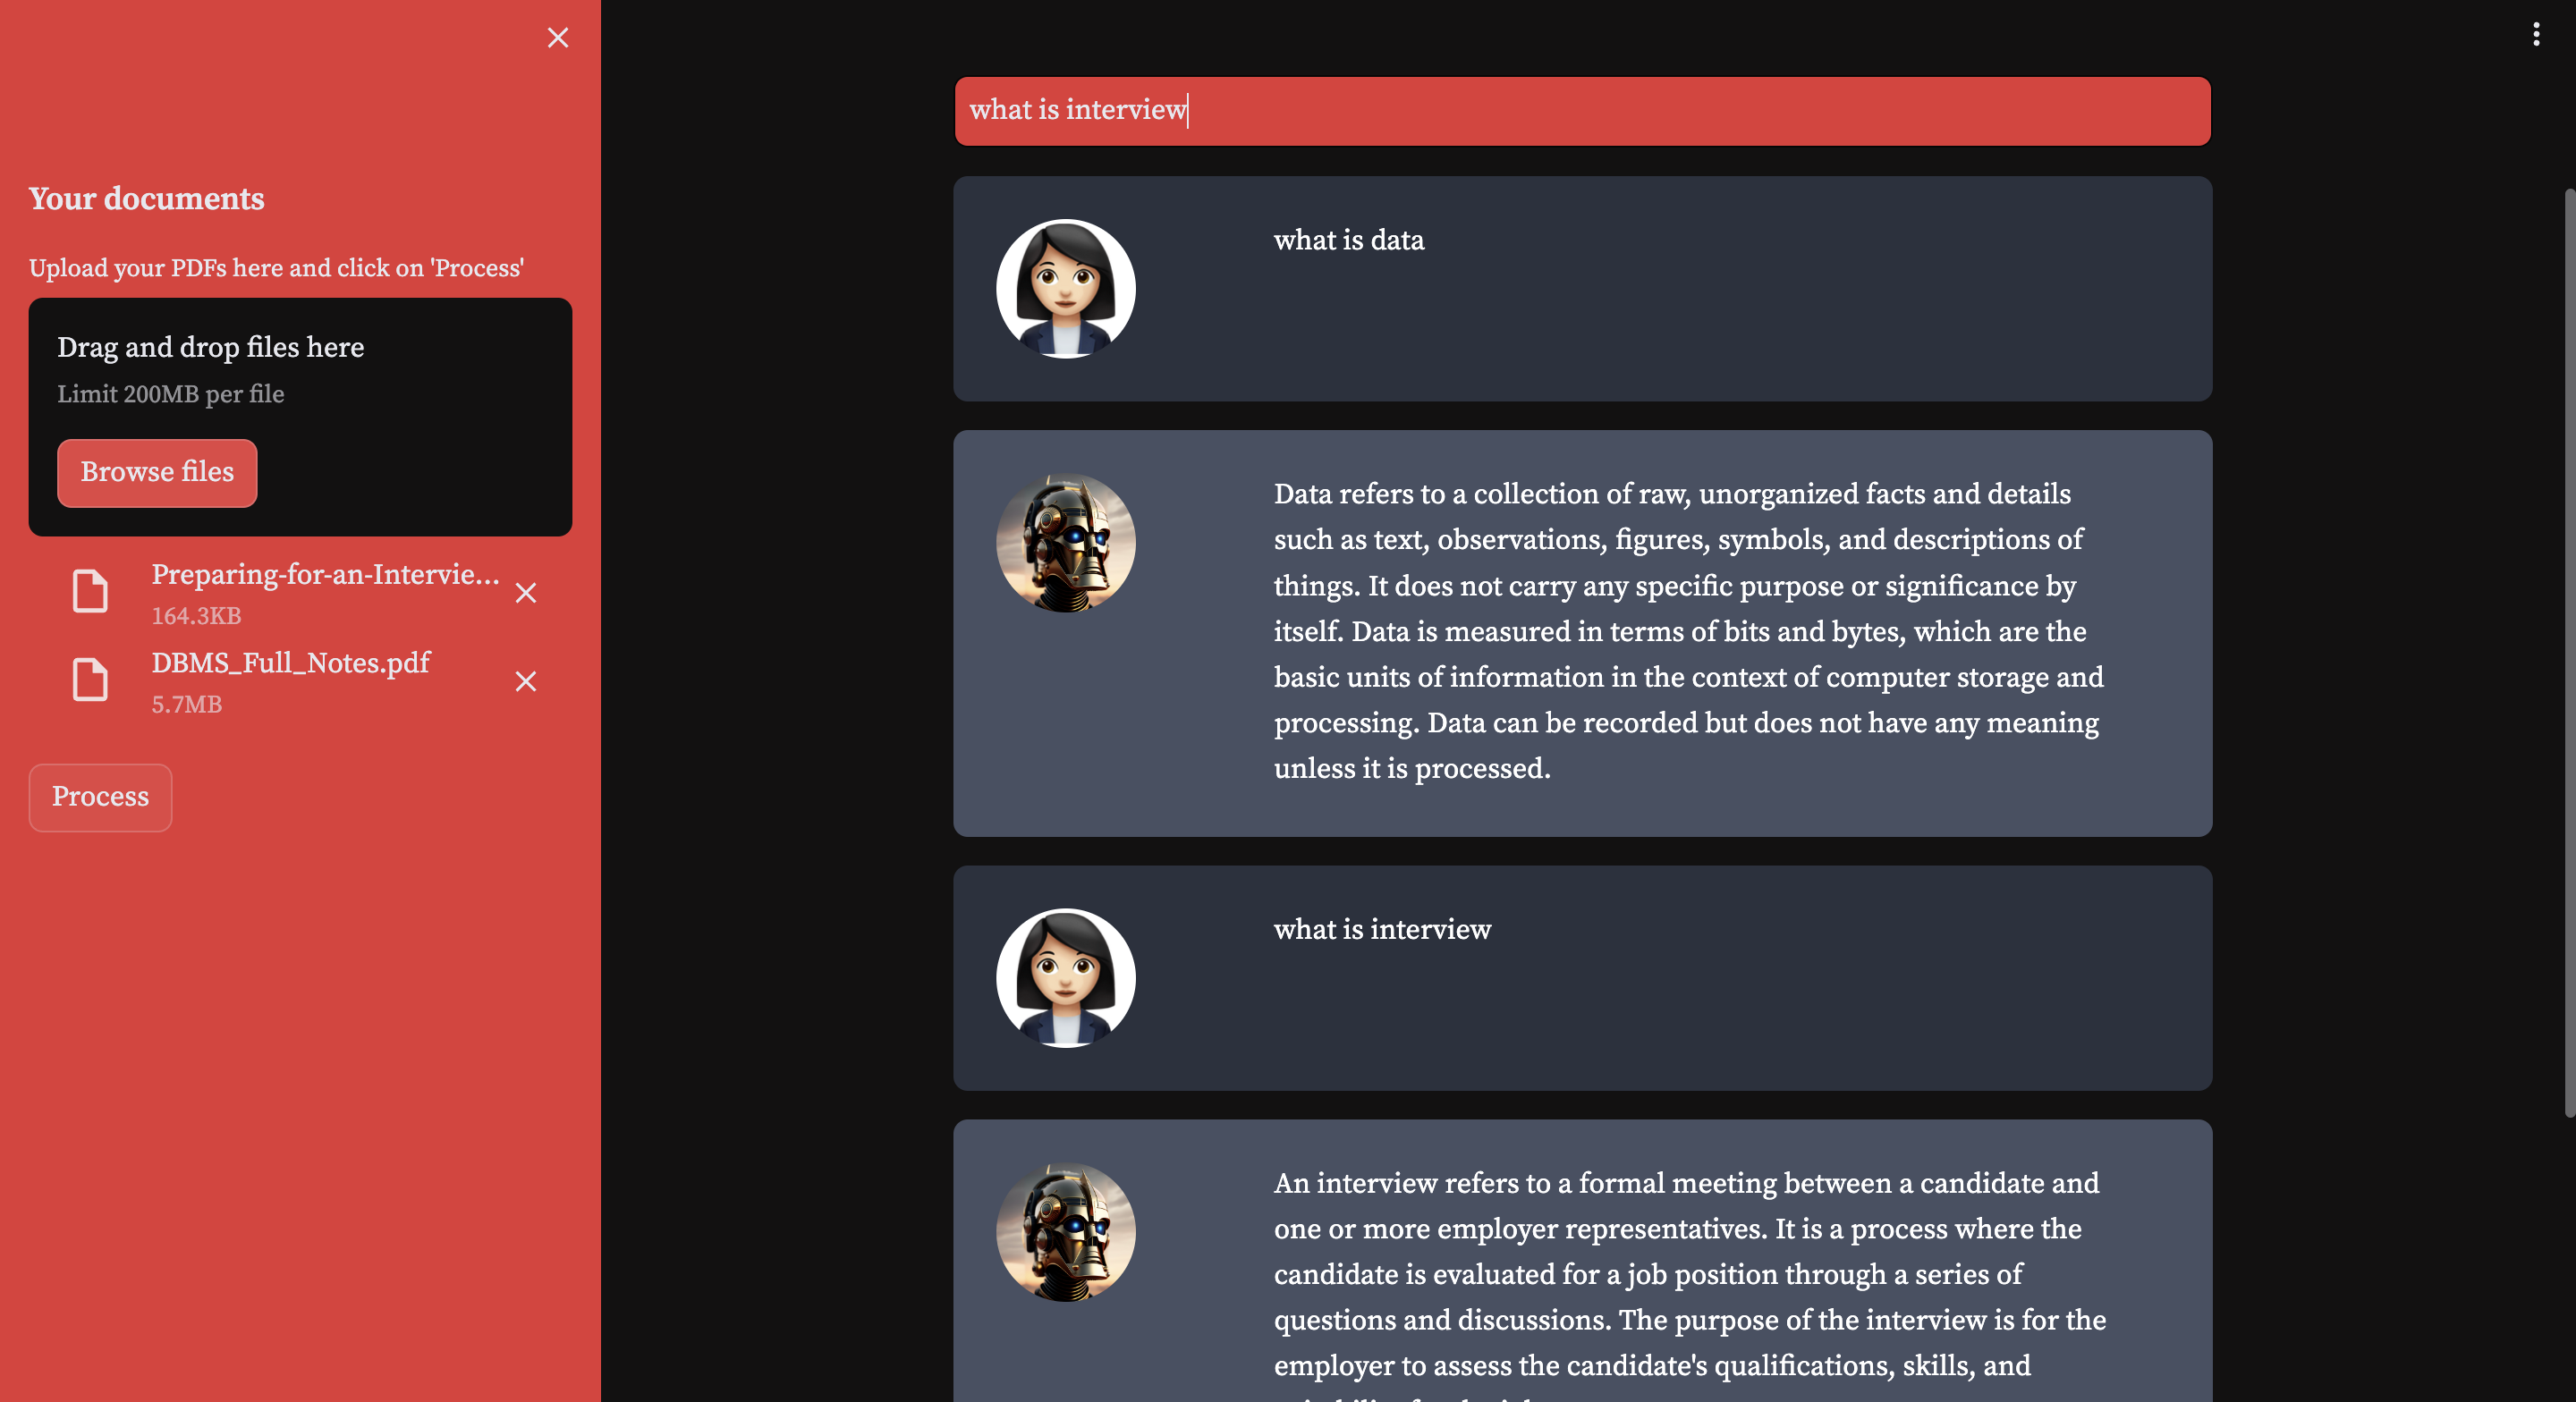 Your documents
Upload your PDFs here and click on 'Process'
Drag and drop files here
Limit 200MB per file
Browse files
Preparing-for-an-Intervie...
164.3KB
DBMS_Full_Notes.pdf
5.7MB
Process
what is interview
what is data
Data refers to a collection of raw, unorganized facts and details
such as text, observations, figures, symbols, and descriptions of
things. It does not carry any specific purpose or significance by
itself. Data is measured in terms of bits and bytes, which are the
basic units of information in the context of computer storage and
processing. Data can be recorded but does not have any meaning
unless it is processed.
what is interview
An interview refers to a formal meeting between a candidate and
one or more employer representatives. It is a process where the
candidate is evaluated for a job position through a series of
questions and discussions. The purpose of the interview is for the
employer to assess the candidate's qualifications, skills, and